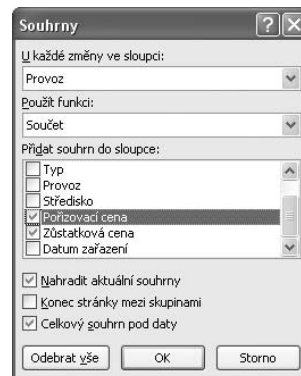 Souhrny
U každé změny ve sloupci:
Provoz
Použít funkci:
Součet
Přidat souhrn do sloupce:
Typ
Provoz
Středisko
Pořizovací cena
Zůstatková cena
Datum zařazení
Nahradit aktuální souhrny
Konec stránky mezi skupinami
Celkový souhrn pod daty
Odebrat vše OK Storno